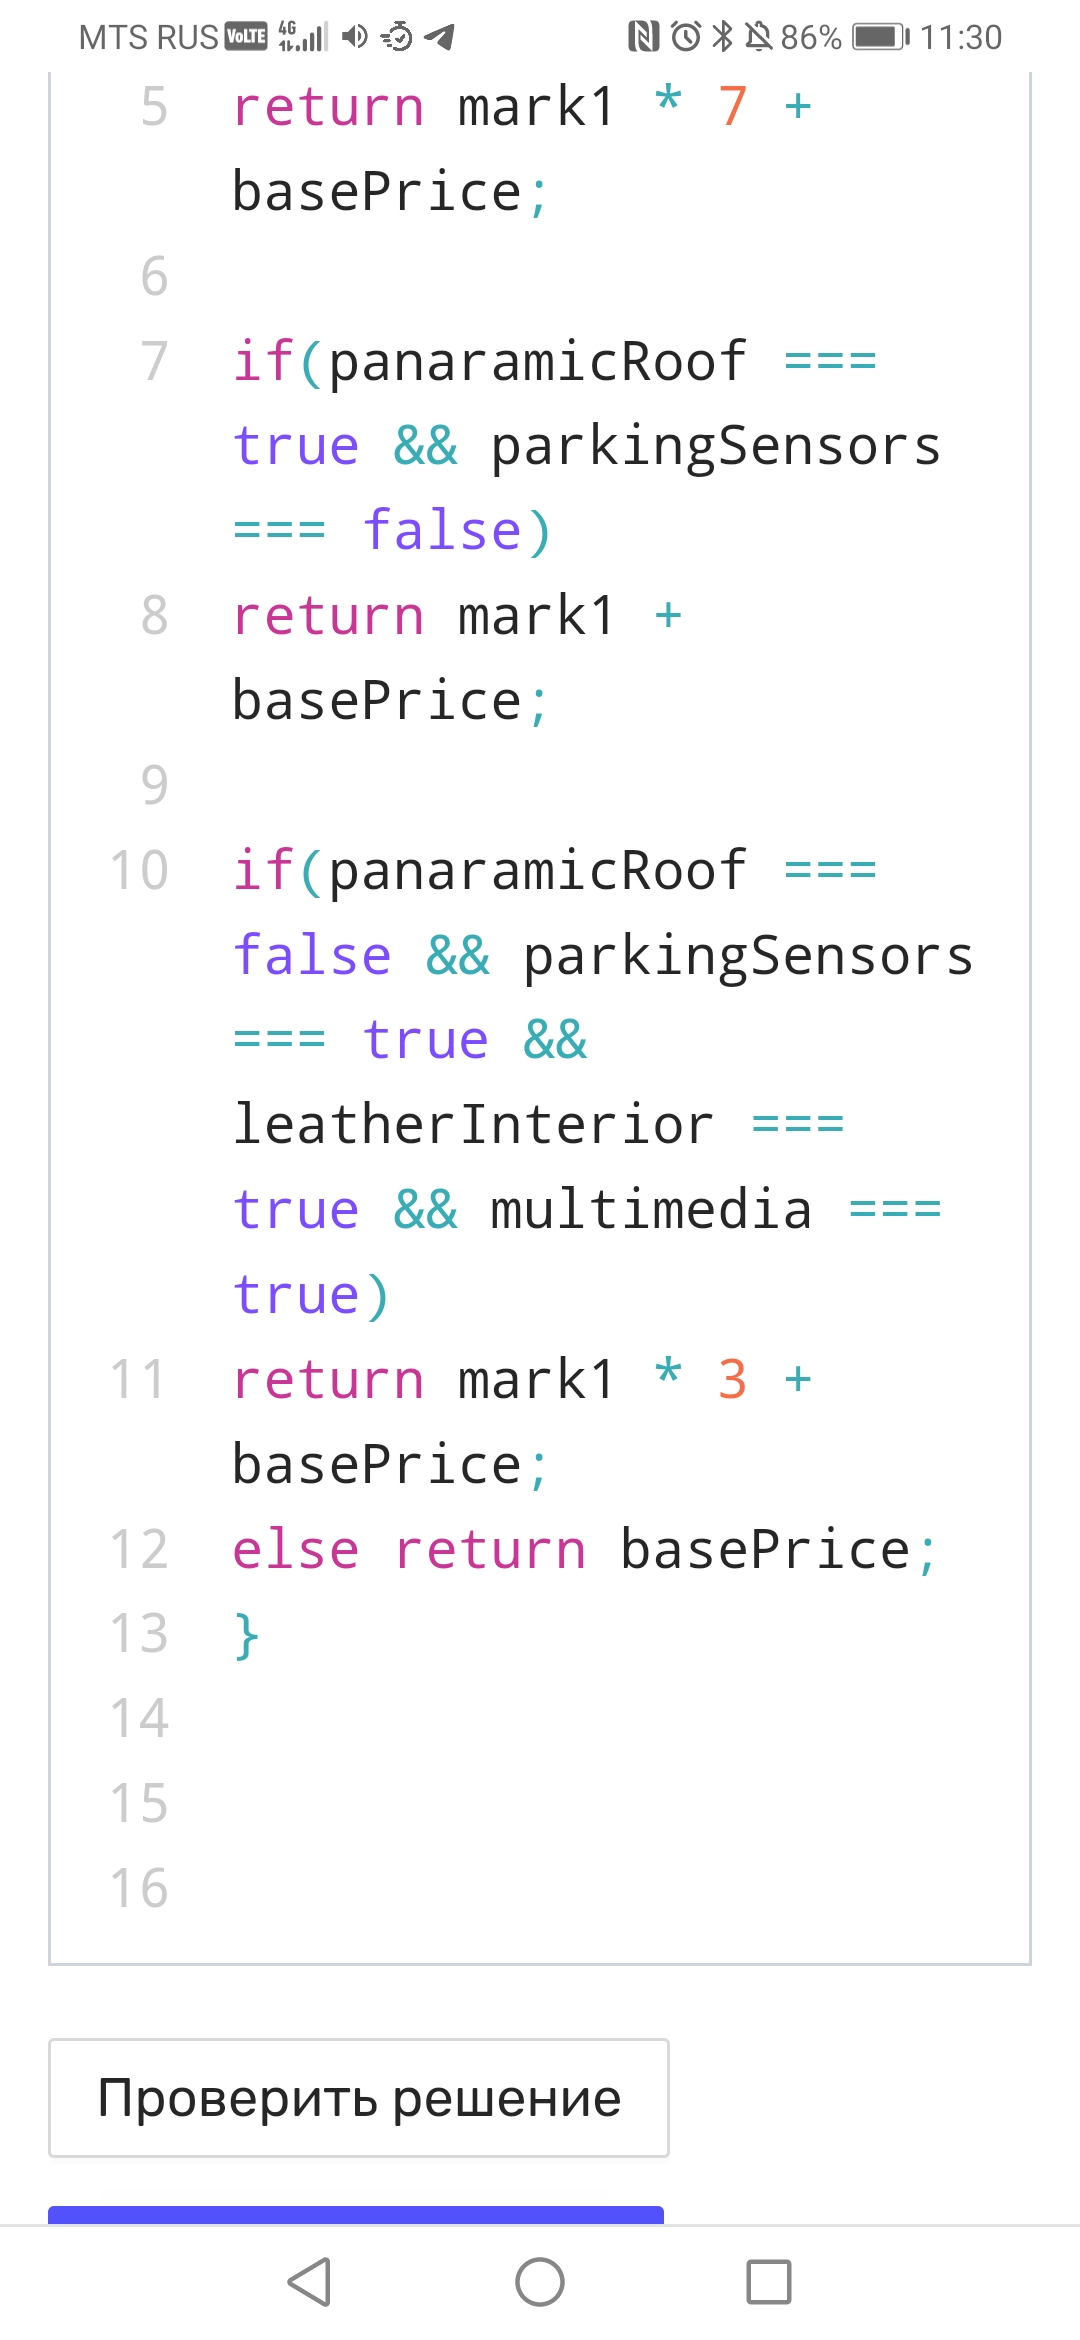 MTS RUS VoLTE 4G 86% 11:30
5 return mark1 * 7 +
basePrice;
6
7 if(panaramicRoof ===
true && parkingSensors
=== false)
8 return mark1 +
basePrice;
9
10 if(panaramicRoof ===
false && parkingSensors
=== true &&
leatherInterior ===
true && multimedia ===
true)
11 return mark1 * 3 +
basePrice;
12 else return basePrice;
13 }
14
15
16
Проверить решение